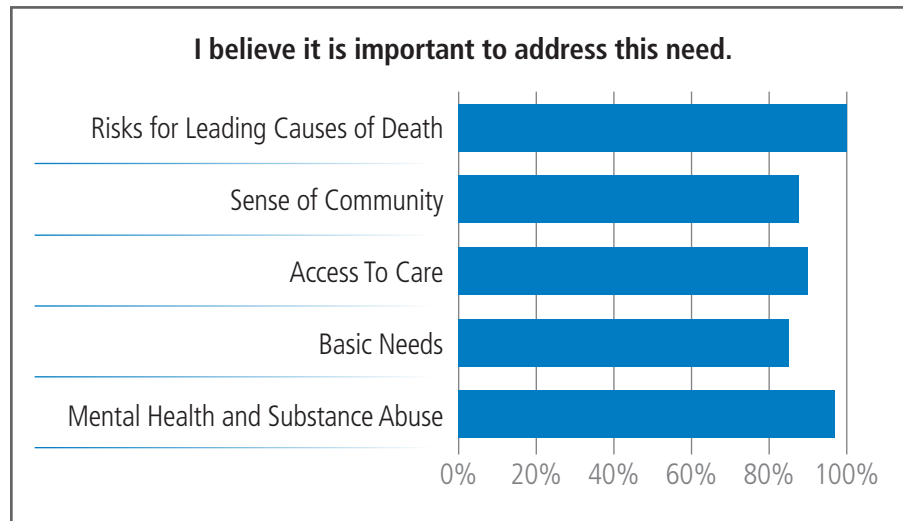 I believe it is important to address this need.
Risks for Leading Causes of Death
Sense of Community
Access To Care
Basic Needs
Mental Health and Substance Abuse
0% 20% 40% 60% 80% 100%